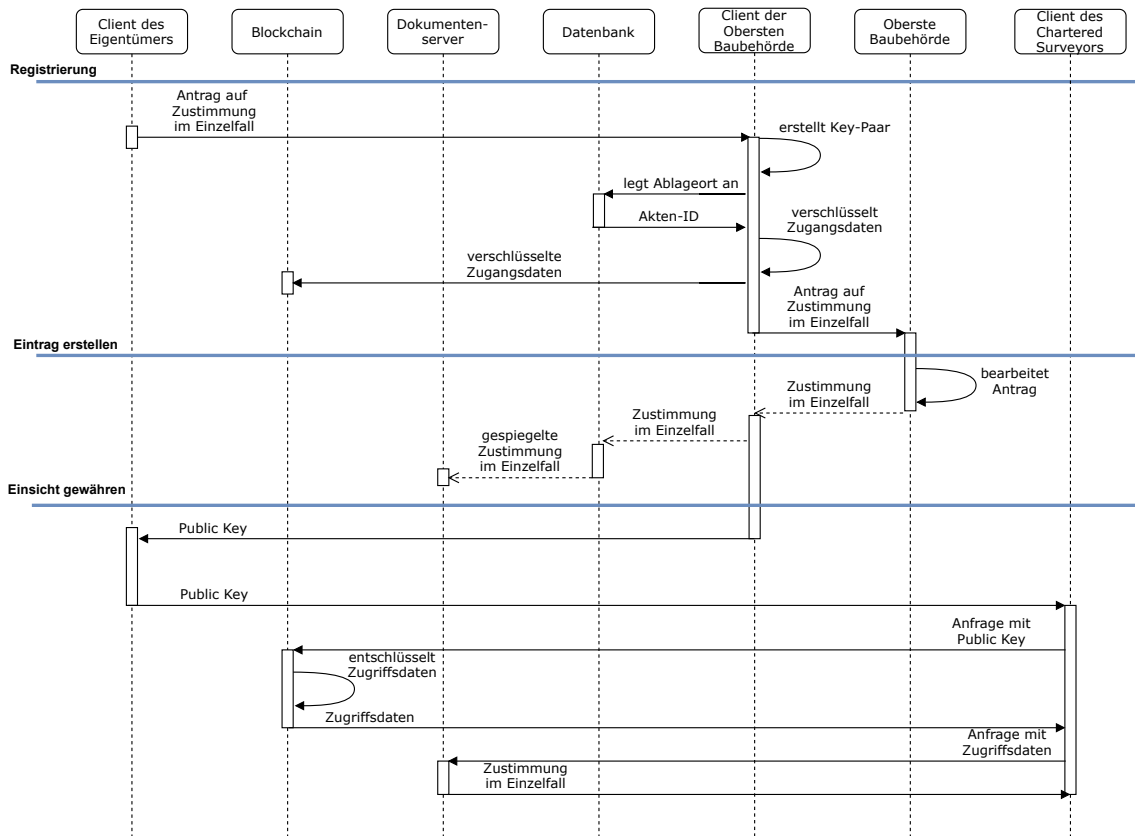 Client des
Eigentümers
Blockchain
Dokumenten-
server
Datenbank
Client der
Obersten
Baubehörde
Oberste
Baubehörde
Client des
Chartered
Surveyors
Registrierung
Antrag auf
Zustimmung
im Einzelfall
erstellt Key-Paar
legt Ablageort an
Akten-ID
verschlüsselt
Zugangsdaten
verschlüsselte
Zugangsdaten
Antrag auf
Zustimmung
im Einzelfall
Eintrag erstellen
bearbeitet
Antrag
Zustimmung
im Einzelfall
Zustimmung
im Einzelfall
gespiegelte
Zustimmung
im Einzelfall
Einsicht gewähren
Public Key
Public Key
Anfrage mit
Public Key
entschlüsselt
Zugriffsdaten
Zugriffsdaten
Anfrage mit
Zugriffsdaten
Zustimmung
im Einzelfall